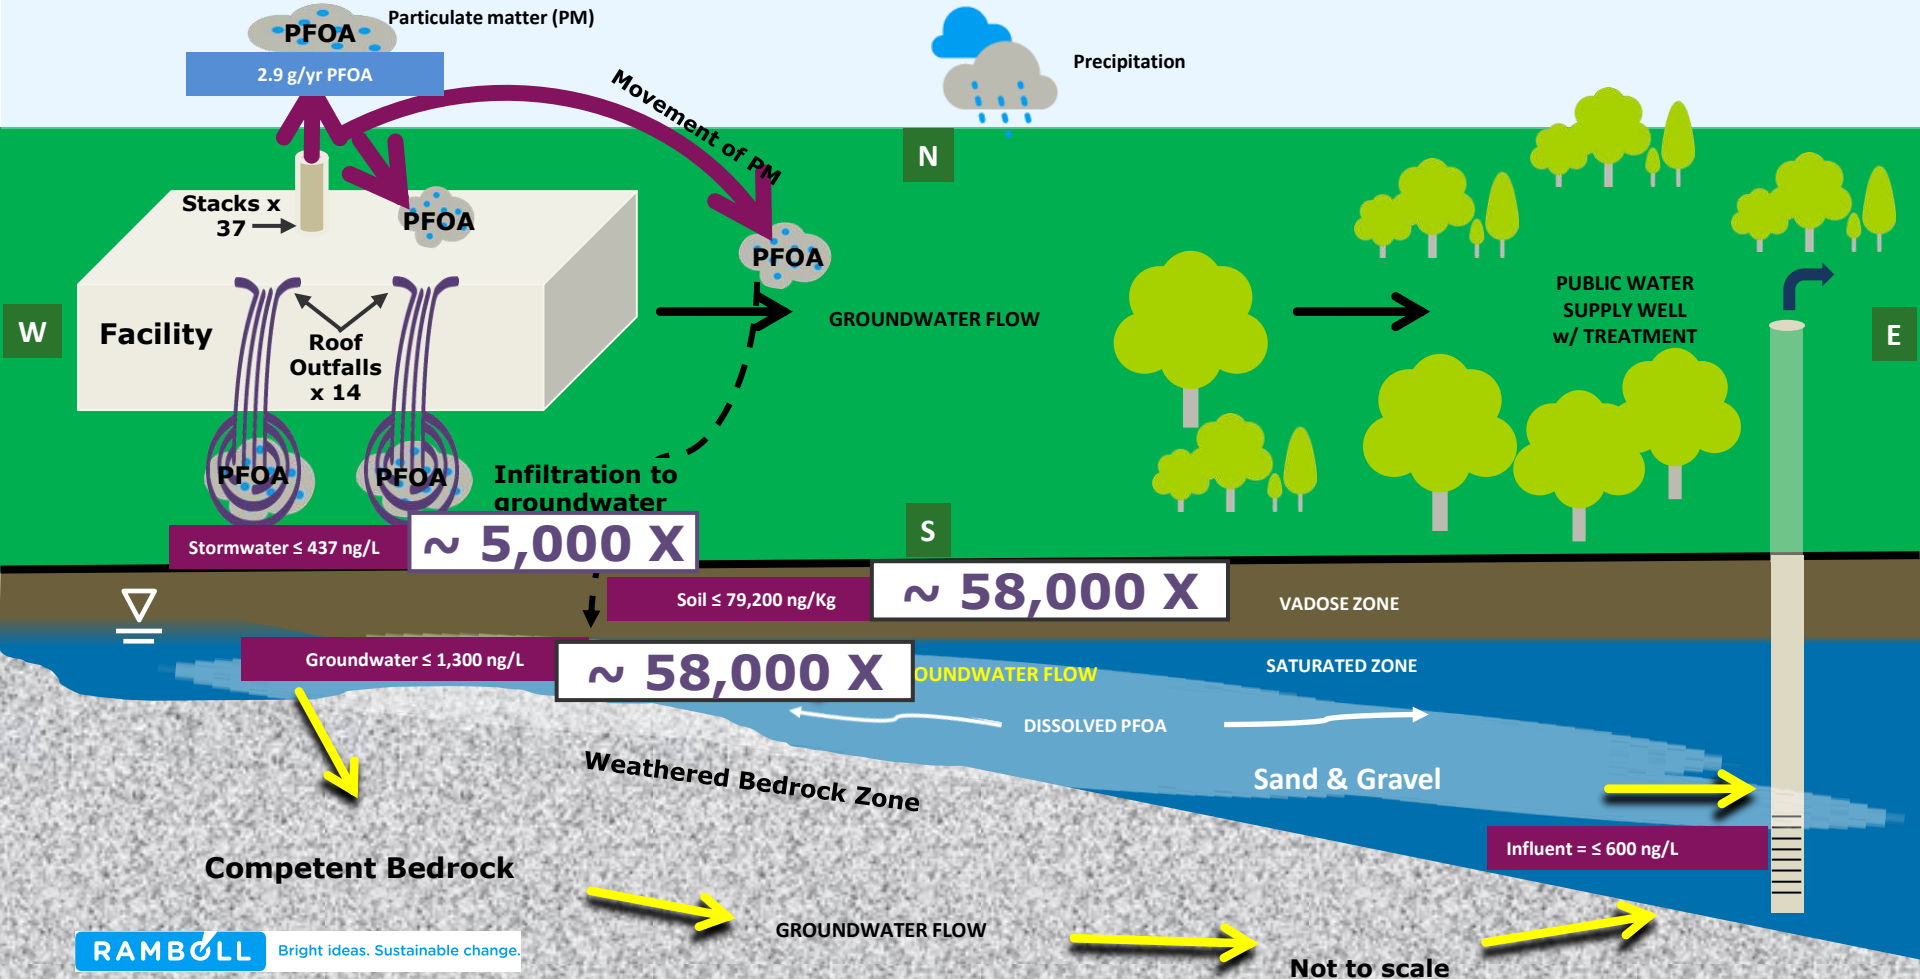 PFOA
Particulate matter (PM)
2.9 g/yr PFOA
Movement of PM
Precipitation
N
Stacks x
37
PFOA
PFOA
W
Facility
Roof
Outfalls
x 14
GROUNDWATER FLOW
PUBLIC WATER
SUPPLY WELL
w/ TREATMENT
E
PFOA
PFOA
Infiltration to
groundwater
S
Stormwater ≤ 437 ng/L
~ 5,000 X
Soil ≤ 79,200 ng/Kg
~ 58,000 X
VADOSE ZONE
Groundwater ≤ 1,300 ng/L
~ 58,000 X
OUNDWATER FLOW
SATURATED ZONE
DISSOLVED PFOA
Weathered Bedrock Zone
Sand & Gravel
Influent = ≤ 600 ng/L
Competent Bedrock
GROUNDWATER FLOW
RAMBOLL
Bright ideas. Sustainable change.
Not to scale